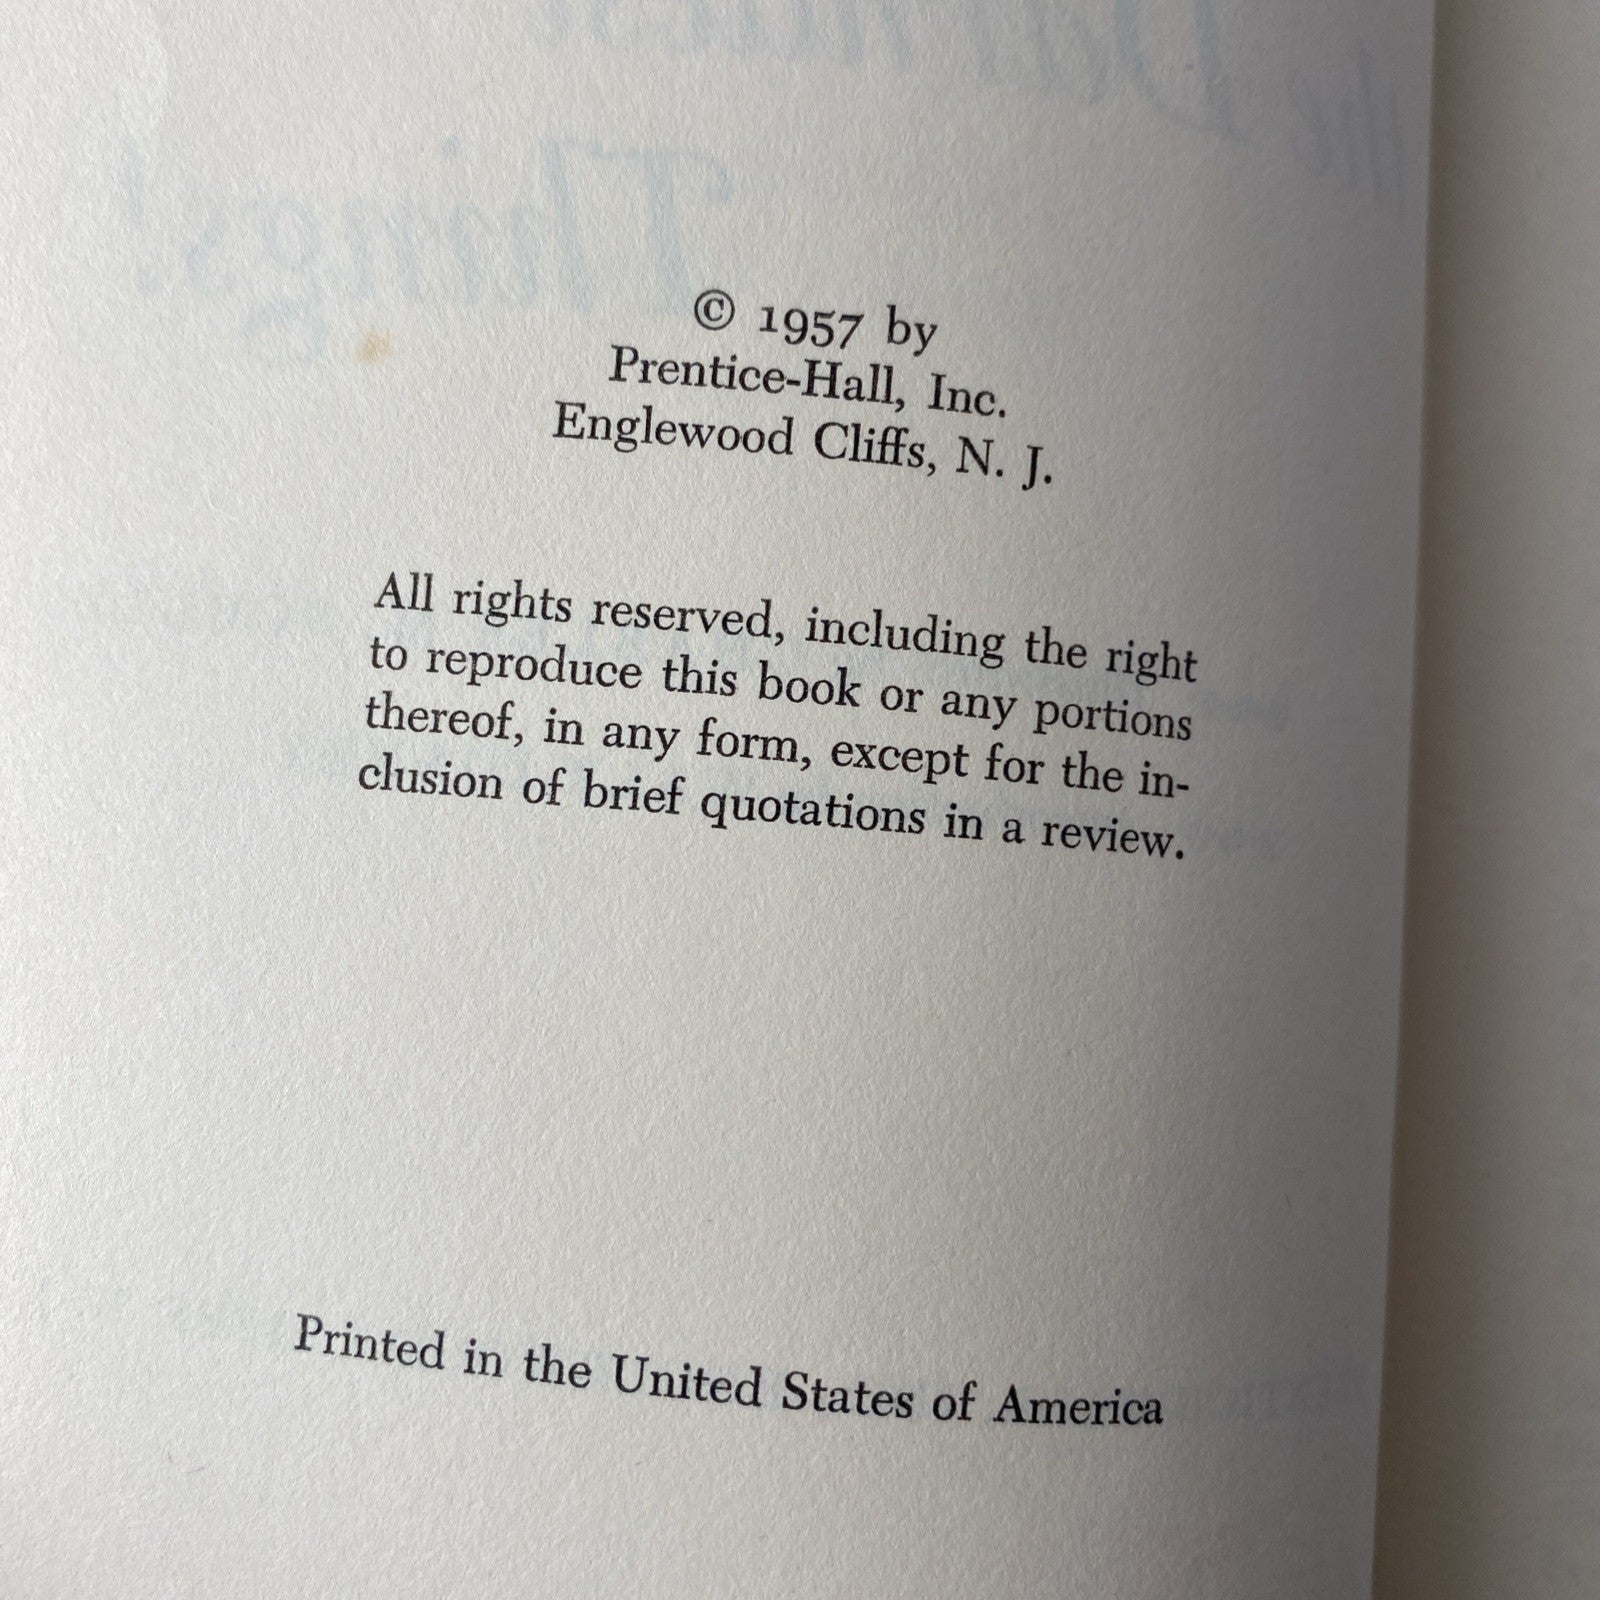 © 1957 by
Prentice-Hall, Inc.
Englewood Cliffs, N. J.
All rights reserved, including the right
to reproduce this book or any portions
thereof, in any form, except for the in-
clusion of brief quotations in a review.
Printed in the United States of America